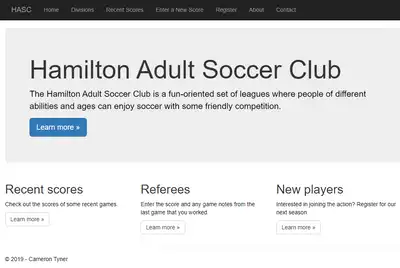 HASC Home Divisions Recent Scores Enter a New Score Register About Contact
Hamilton Adult Soccer Club
The Hamilton Adult Soccer Club is a fun-oriented set of leagues where people of different
abilities and ages can enjoy soccer with some friendly competition.
Learn more »
Recent scores
Check out the scores of some recent games.
Learn more »
Referees
Enter the score and any game notes from the
last game that you worked
Learn more »
New players
Interested in joining the action? Register for our
next season
Learn more »
© 2019 - Cameron Tyner